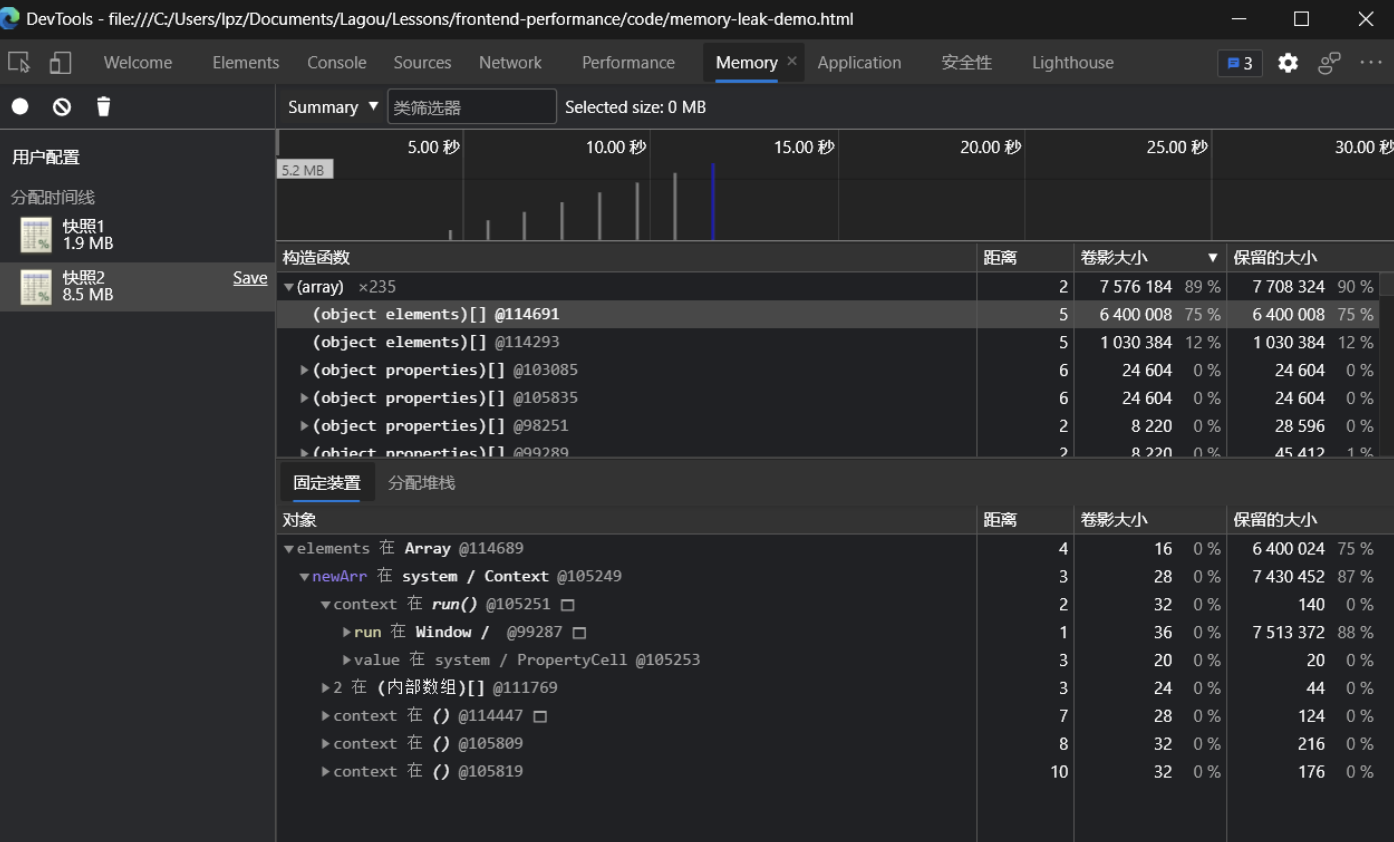 DevTools - file:///C:/Users/lpz/Documents/Lagou/Lessons/frontend-performance/code/memory-leak-demo.html
Welcome Elements Console Sources Network Performance Memory × Application 安全性 Lighthouse 3
Summary ▼ 类筛选器 Selected size: 0 MB
用户配置
分配时间线
快照1
1.9 MB
快照2 Save
8.5 MB
5.00 秒 10.00 秒 15.00 秒 20.00 秒 25.00 秒 30.00 秒
5.2 MB
构造函数 距离 卷影大小 ▼ 保留的大小
▼(array) ×235 2 7 576 184 89 % 7 708 324 90 %
(object elements)[] @114691 5 6 400 008 75 % 6 400 008 75 %
(object elements)[] @114293 5 1 030 384 12 % 1 030 384 12 %
▶(object properties)[] @103085 6 24 604 0 % 24 604 0 %
▶(object properties)[] @105835 6 24 604 0 % 24 604 0 %
▶(object properties)[] @98251 2 8 220 0 % 28 596 0 %
▶(object properties)[] @99289 2 8 220 0 % 45 412 1 %
固定装置 分配堆栈
对象 距离 卷影大小 保留的大小
▼elements 在 Array @114689 4 16 0 % 6 400 024 75 %
▼newArr 在 system / Context @105249 3 28 0 % 7 430 452 87 %
▼context 在 run() @105251 2 32 0 % 140 0 %
▶run 在 Window / @99287 1 36 0 % 7 513 372 88 %
▶value 在 system / PropertyCell @105253 3 20 0 % 20 0 %
▶2 在 (内部数组)[] @111769 3 24 0 % 44 0 %
▶context 在 () @114447 7 28 0 % 124 0 %
▶context 在 () @105809 8 32 0 % 216 0 %
▶context 在 () @105819 10 32 0 % 176 0 %